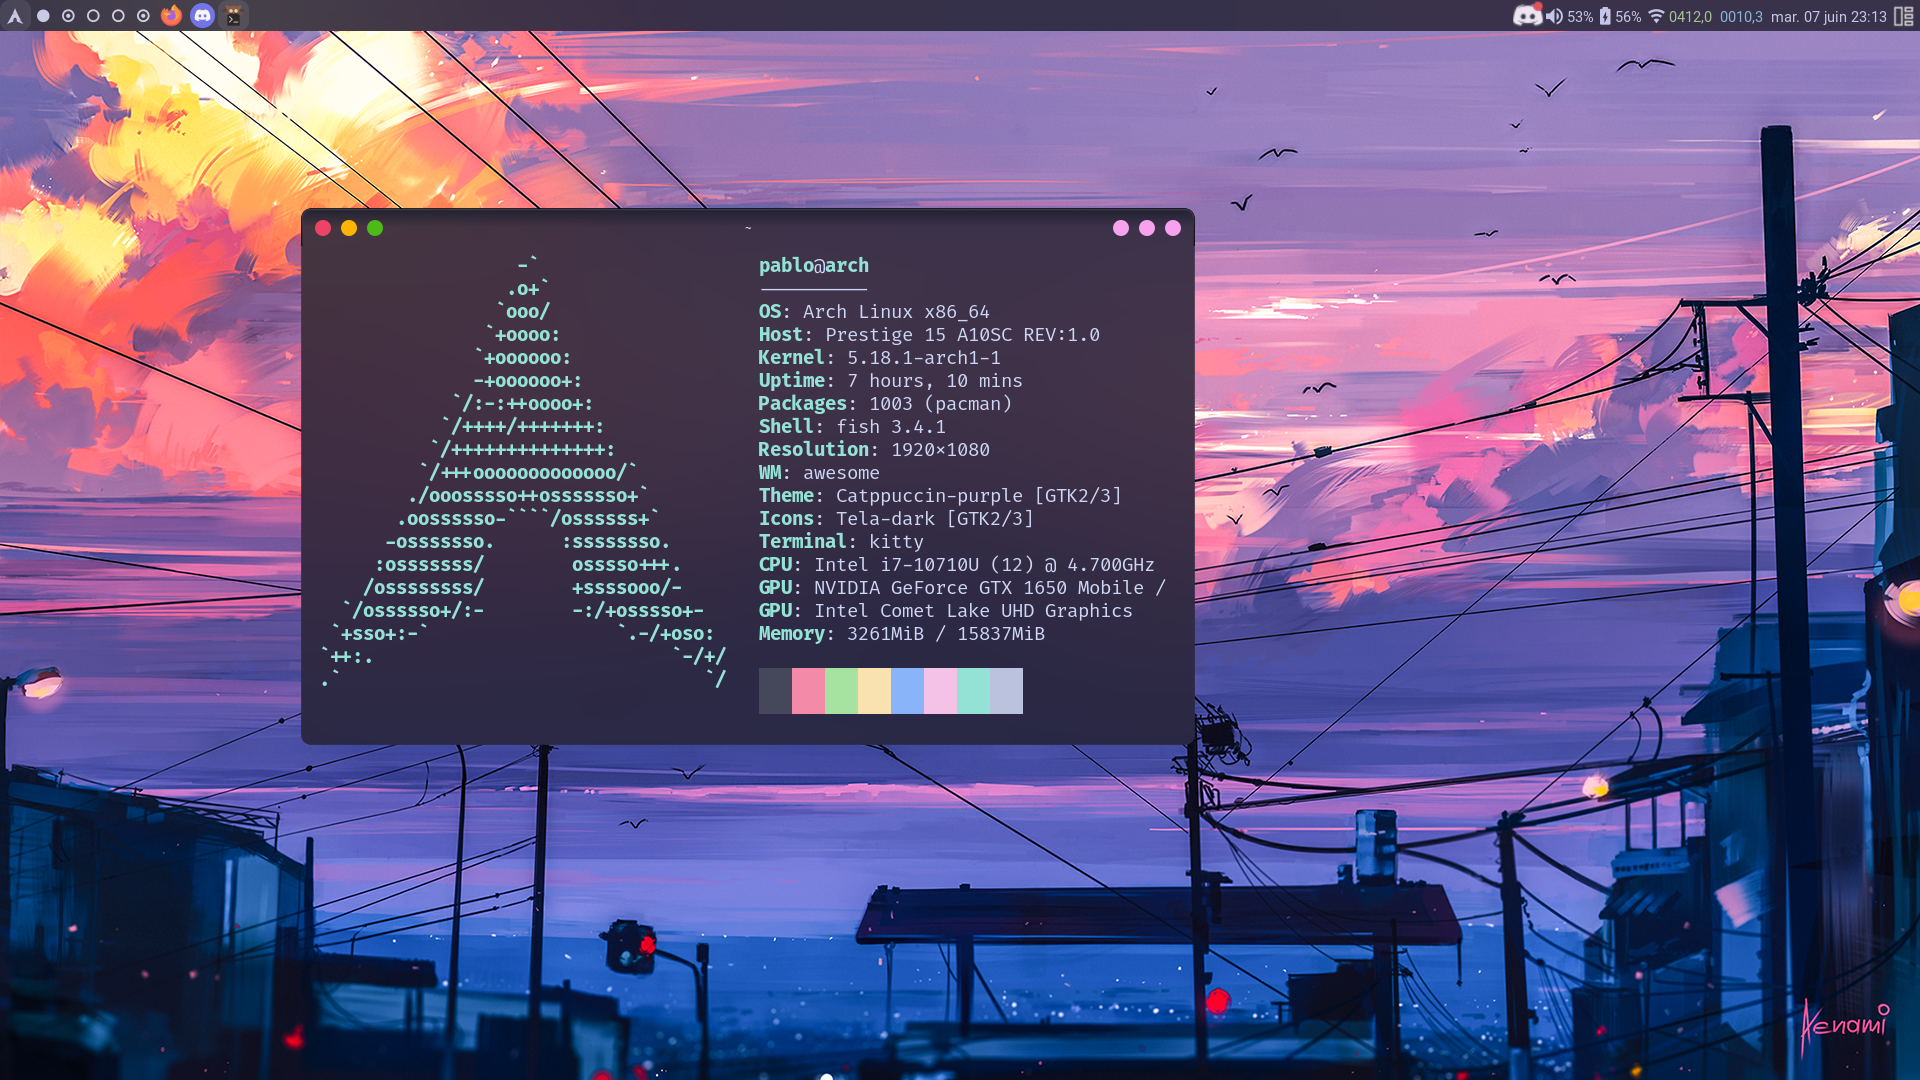 53% 56% 0412,0 0010,3 mar. 07 juin 23:13
~
pablo@arch
OS: Arch Linux x86_64
Host: Prestige 15 A10SC REV:1.0
Kernel: 5.18.1-arch1-1
Uptime: 7 hours, 10 mins
Packages: 1003 (pacman)
Shell: fish 3.4.1
Resolution: 1920×1080
WM: awesome
Theme: Catppuccin-purple [GTK2/3]
Icons: Tela-dark [GTK2/3]
Terminal: kitty
CPU: Intel i7-10710U (12) @ 4.700GHz
GPU: NVIDIA GeForce GTX 1650 Mobile /
GPU: Intel Comet Lake UHD Graphics
Memory: 3261MiB / 15837MiB
Aenami